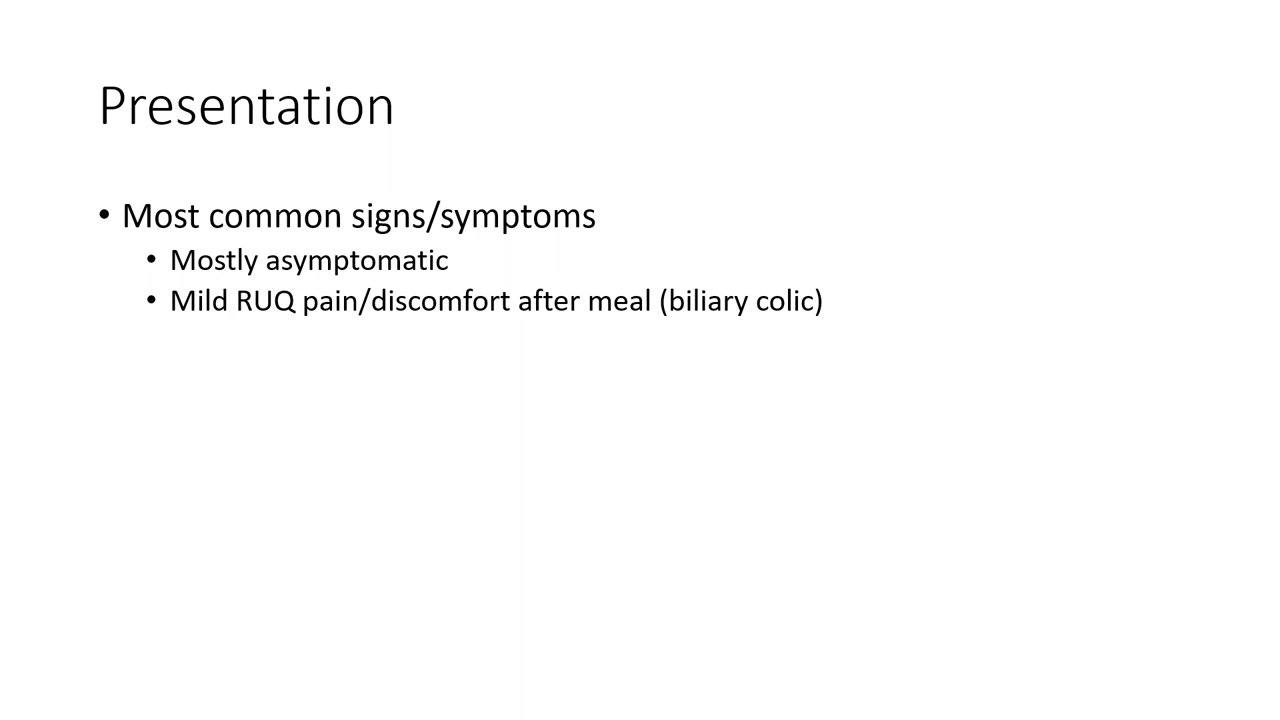 Presentation
• Most common signs/symptoms
• Mostly asymptomatic
• Mild RUQ pain/discomfort after meal (biliary colic)